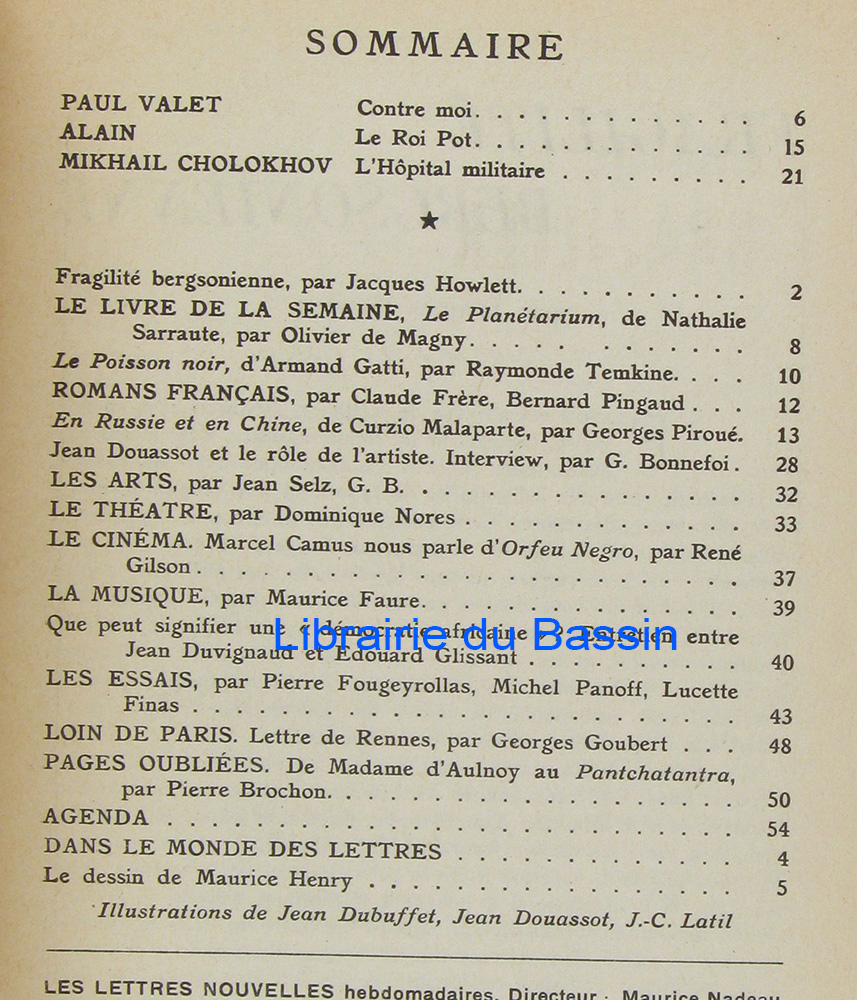 SOMMAIRE
PAUL VALET Contre moi. . . . . . . . . . . . . 6
ALAIN Le Roi Pot. . . . . . . . . . . . . 15
MIKHAIL CHOLOKHOV L'Hôpital militaire . . . . . . . . . 21
★
Fragilité bergsonienne, par Jacques Howlett. . . . . . . . . . . 2
LE LIVRE DE LA SEMAINE, Le Planétarium, de Nathalie
Sarraute, par Olivier de Magny. . . . . . . . . . . . 8
Le Poisson noir, d'Armand Gatti, par Raymonde Temkine. . . . 10
ROMANS FRANÇAIS, par Claude Frère, Bernard Pingaud . . . 12
En Russie et en Chine, de Curzio Malaparte, par Georges Piroué. 13
Jean Douassot et le rôle de l'artiste. Interview, par G. Bonnefoi. 28
LES ARTS, par Jean Selz, G. B. . . . . . . . . . . . . . . 32
LE THÉATRE, par Dominique Nores . . . . . . . . . . . . . 33
LE CINÉMA. Marcel Camus nous parle d'Orfeu Negro, par René
Gilson . . . . . . . . . . . . . . . . . . . . . . . . . 37
LA MUSIQUE, par Maurice Faure. . . . . . . . . . . . . . . 39
Que peut signifier une « démocratie africaine » ? Entretien entre
Librairie du Bassin
Jean Duvignaud et Edouard Glissant . . . . . . . . . . 40
LES ESSAIS, par Pierre Fougeyrollas, Michel Panoff, Lucette
Finas . . . . . . . . . . . . . . . . . . . . . . . . . 43
LOIN DE PARIS. Lettre de Rennes, par Georges Goubert . . . 48
PAGES OUBLIÉES. De Madame d'Aulnoy au Pantchatantra,
par Pierre Brochon. . . . . . . . . . . . . . . . . . . 50
AGENDA . . . . . . . . . . . . . . . . . . . . . . . . . 54
DANS LE MONDE DES LETTRES . . . . . . . . . . . . . 4
Le dessin de Maurice Henry . . . . . . . . . . . . . . . . . 5
Illustrations de Jean Dubuffet, Jean Douassot, J.-C. Latil
LES LETTRES NOUVELLES hebdomadaires. Directeur : Maurice Nadeau